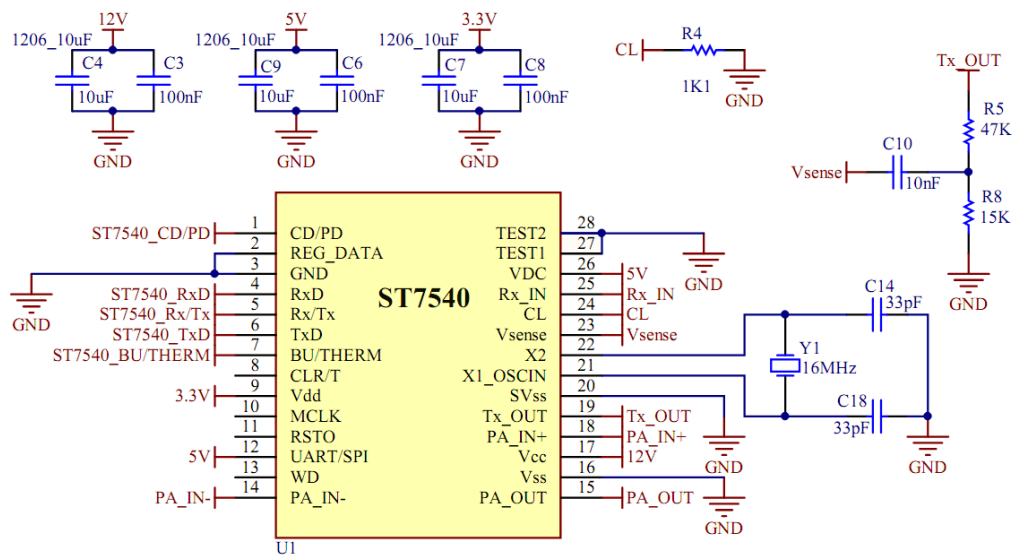 12V
1206_10uF
C4
C3
10uF
100nF
GND
5V
1206_10uF
C9
C6
10uF
100nF
GND
3.3V
1206_10uF
C7
C8
10uF
100nF
GND
CL
R4
1K1
GND
Tx_OUT
R5
47K
C10
Vsense
10nF
R8
15K
GND
ST7540_CD/PD 1 CD/PD
2 REG_DATA
3 GND
GND
ST7540_RxD 4 RxD
ST7540_Rx/Tx 5 Rx/Tx
ST7540_TxD 6 TxD
ST7540_BU/THERM 7 BU/THERM
8 CLR/T
3.3V 9 Vdd
10 MCLK
11 RSTO
5V 12 UART/SPI
13 WD
PA_IN- 14 PA_IN-
ST7540
TEST2 28
TEST1 27
GND
VDC 26 5V
Rx_IN 25 Rx_IN
CL 24 CL
Vsense 23 Vsense
X2 22
X1_OSCIN 21
SVss 20
Tx_OUT 19 Tx_OUT
PA_IN+ 18 PA_IN+
Vcc 17 12V
GND
Vss 16
PA_OUT 15 PA_OUT
GND
U1
C14
33pF
Y1
16MHz
C18
33pF
GND